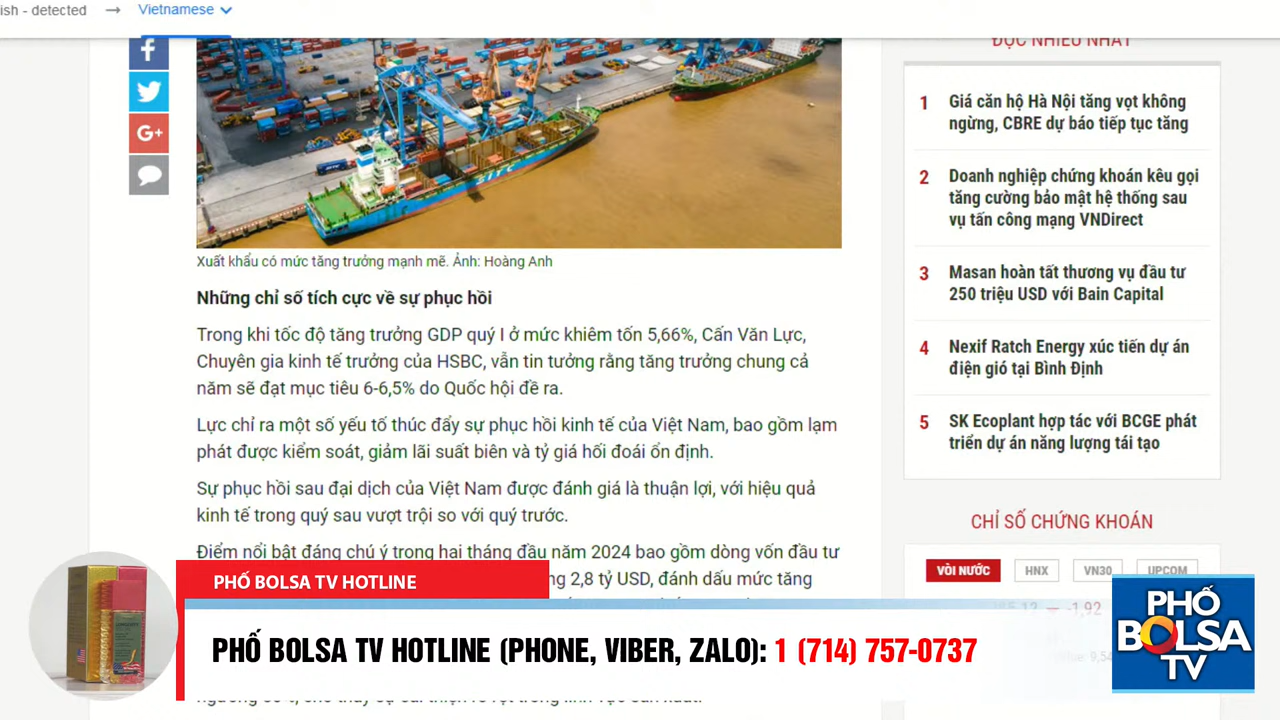 ish - detected → Vietnamese
ĐỌC NHIỀU NHẤT
SITC
Xuất khẩu có mức tăng trưởng mạnh mẽ. Ảnh: Hoàng Anh
Những chỉ số tích cực về sự phục hồi
Trong khi tốc độ tăng trưởng GDP quý I ở mức khiêm tốn 5,66%, Cấn Văn Lực,
Chuyên gia kinh tế trưởng của HSBC, vẫn tin tưởng rằng tăng trưởng chung cả
năm sẽ đạt mục tiêu 6-6,5% do Quốc hội đề ra.
Lực chỉ ra một số yếu tố thúc đẩy sự phục hồi kinh tế của Việt Nam, bao gồm lạm
phát được kiểm soát, giảm lãi suất biên và tỷ giá hối đoái ổn định.
Sự phục hồi sau đại dịch của Việt Nam được đánh giá là thuận lợi, với hiệu quả
kinh tế trong quý sau vượt trội so với quý trước.
Điểm nổi bật đáng chú ý trong hai tháng đầu năm 2024 bao gồm dòng vốn đầu tư
ng 2,8 tỷ USD, đánh dấu mức tăng
1 Giá căn hộ Hà Nội tăng vọt không
ngừng, CBRE dự báo tiếp tục tăng
2 Doanh nghiệp chứng khoán kêu gọi
tăng cường bảo mật hệ thống sau
vụ tấn công mạng VNDirect
3 Masan hoàn tất thương vụ đầu tư
250 triệu USD với Bain Capital
4 Nexif Ratch Energy xúc tiến dự án
điện gió tại Bình Định
5 SK Ecoplant hợp tác với BCGE phát
triển dự án năng lượng tái tạo
CHỈ SỐ CHỨNG KHOÁN
VÒI NƯỚC HNX VN30 UPCOM
-1,92
PHỐ BOLSA TV HOTLINE
PHỐ BOLSA TV HOTLINE (PHONE, VIBER, ZALO): 1 (714) 757-0737
PHỐ
BOLSA
TV